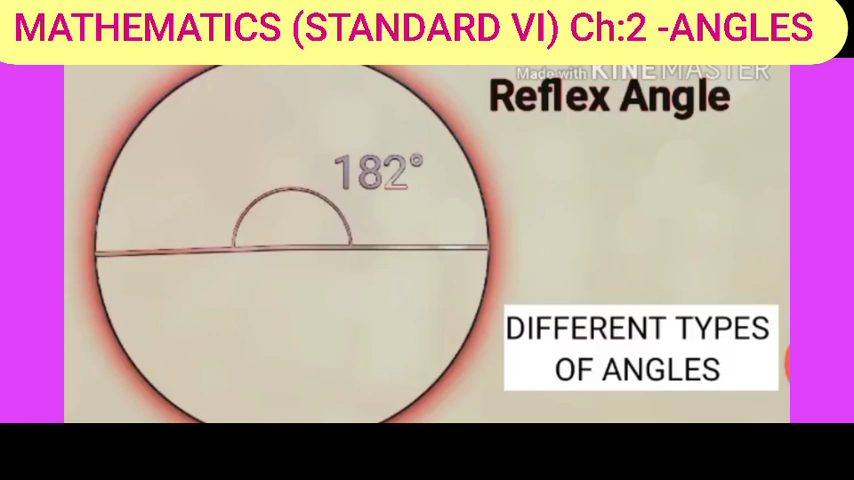 MATHEMATICS (STANDARD VI) Ch:2 -ANGLES
Made with KINEMASTER
Reflex Angle
182°
DIFFERENT TYPES
OF ANGLES